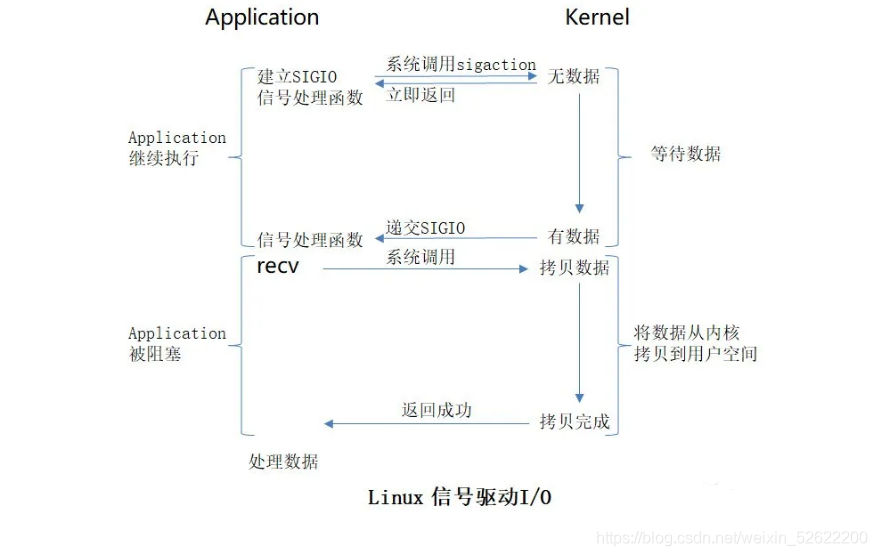 Application
Kernel
建立SIGIO
信号处理函数
系统调用sigaction
立即返回
无数据
Application
继续执行
等待数据
信号处理函数
递交SIGIO
有数据
recv
系统调用
拷贝数据
Application
被阻塞
将数据从内核
拷贝到用户空间
返回成功
拷贝完成
处理数据
Linux 信号驱动I/O
https://blog.csdn.net/weixin_52622200